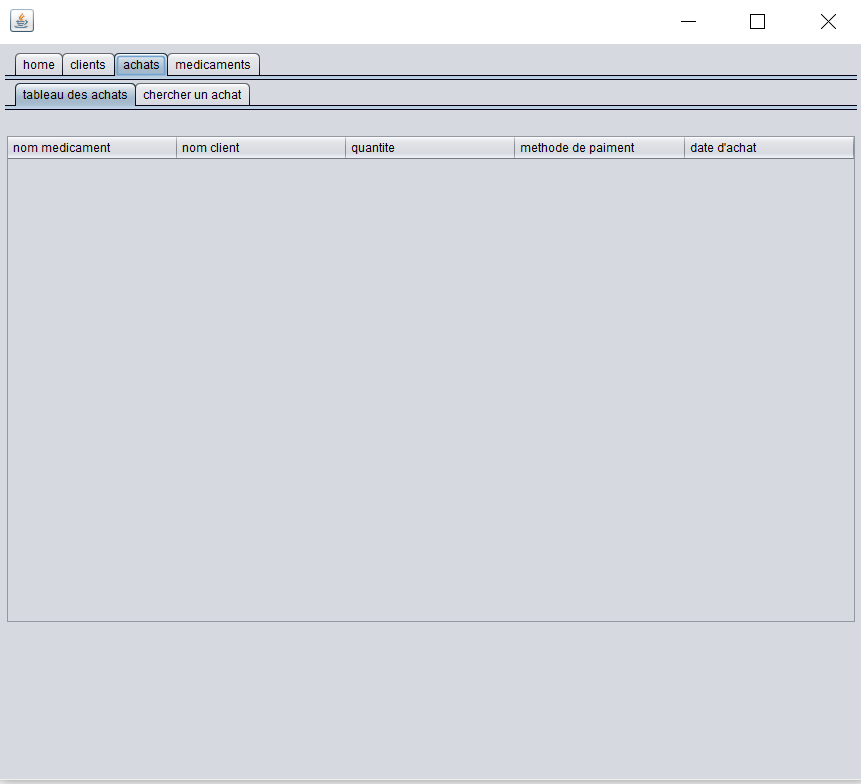 home clients achats medicaments
tableau des achats chercher un achat
nom medicament nom client quantite methode de paiment date d'achat